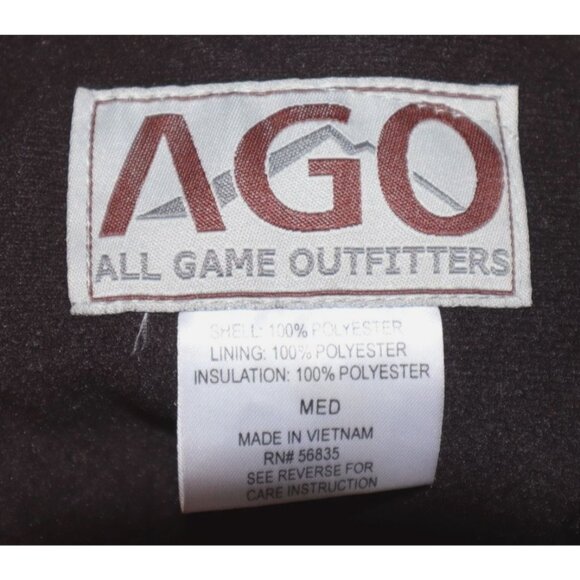 AGO
ALL GAME OUTFITTERS
SHELL: 100% POLYESTER
LINING: 100% POLYESTER
INSULATION: 100% POLYESTER
MED
MADE IN VIETNAM
RN# 56835
SEE REVERSE FOR
CARE INSTRUCTION